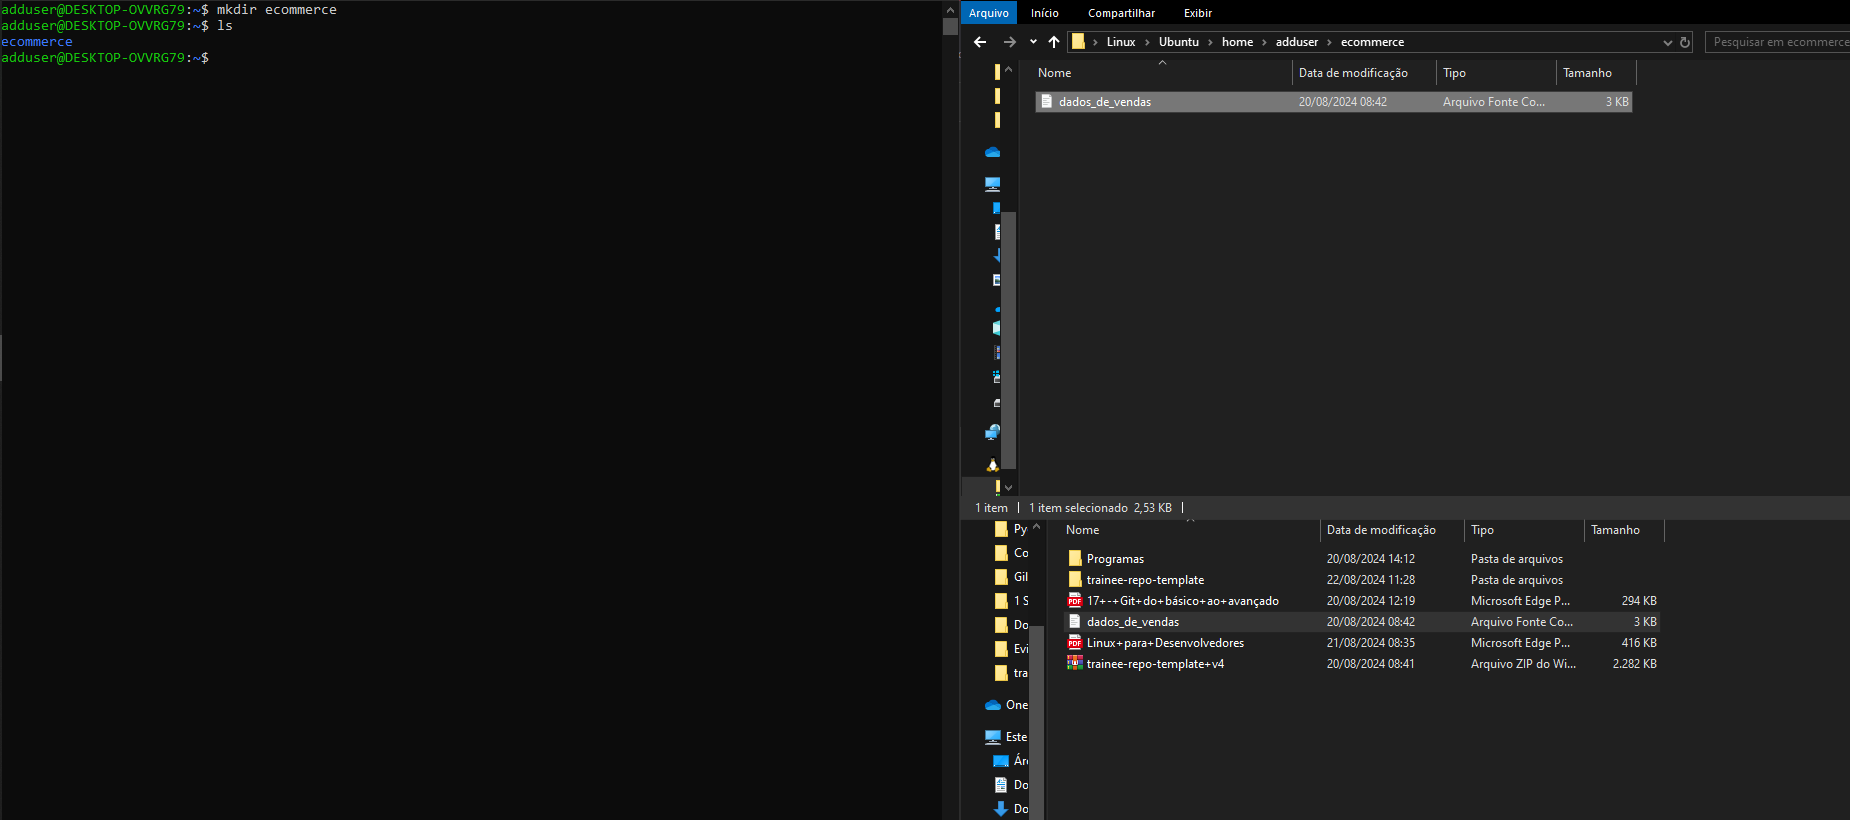 adduser@DESKTOP-OVVRG79:~$ mkdir ecommerce
adduser@DESKTOP-OVVRG79:~$ ls
ecommerce
adduser@DESKTOP-OVVRG79:~$
Arquivo Início Compartilhar Exibir
Linux > Ubuntu > home > adduser > ecommerce
Pesquisar em ecommerce
Nome Data de modificação Tipo Tamanho
dados_de_vendas 20/08/2024 08:42 Arquivo Fonte Co... 3 KB
1 item 1 item selecionado 2,53 KB
Py
Co
Gil
1 S
Do
Evi
tra
One
Este
Áre
Do
Do
Nome Data de modificação Tipo Tamanho
Programas 20/08/2024 14:12 Pasta de arquivos
trainee-repo-template 22/08/2024 11:28 Pasta de arquivos
17+-+Git+do+básico+ao+avançado 20/08/2024 12:19 Microsoft Edge P... 294 KB
dados_de_vendas 20/08/2024 08:42 Arquivo Fonte Co... 3 KB
Linux+para+Desenvolvedores 21/08/2024 08:35 Microsoft Edge P... 416 KB
trainee-repo-template+v4 20/08/2024 08:41 Arquivo ZIP do Wi... 2.282 KB